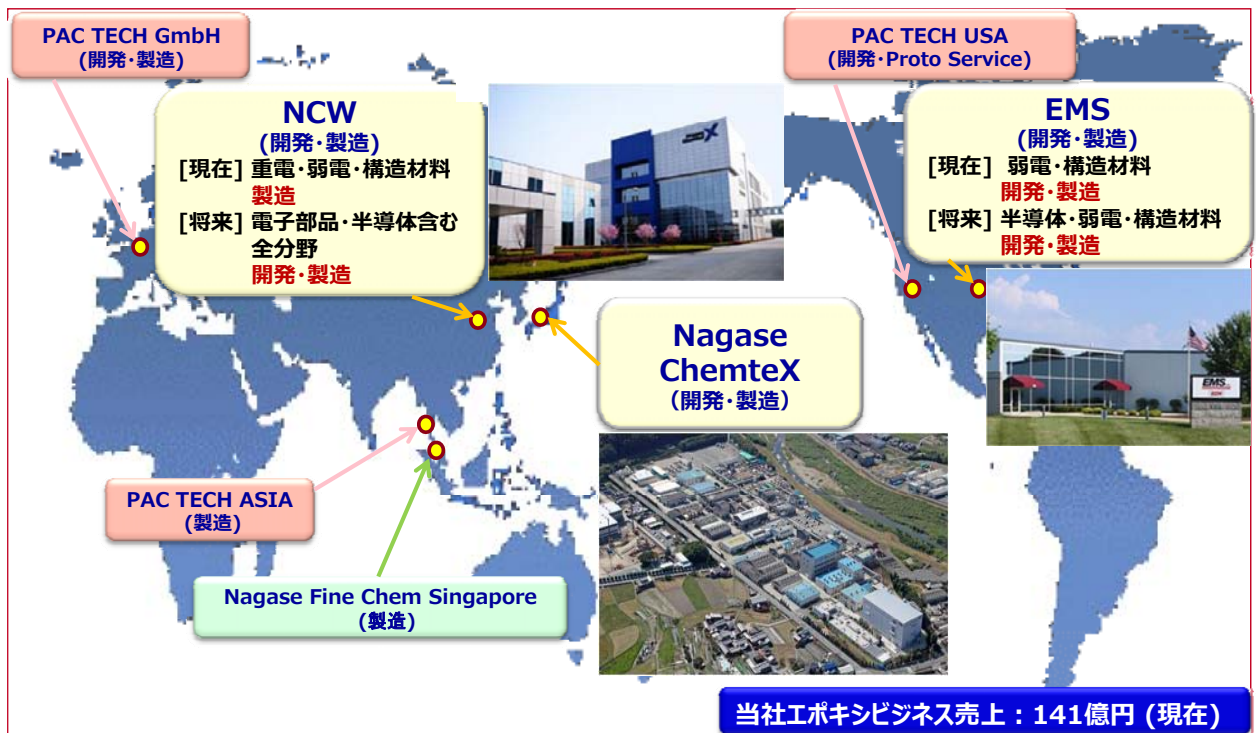 PAC TECH GmbH
(開発・製造)
PAC TECH USA
(開発・Proto Service)
NCW
(開発・製造)
[現在] 重電・弱電・構造材料
製造
[将来] 電子部品・半導体含む
全分野
開発・製造
EMS
(開発・製造)
[現在] 弱電・構造材料
開発・製造
[将来] 半導体・弱電・構造材料
開発・製造
Nagase
ChemteX
(開発・製造)
EMS
PAC TECH ASIA
(製造)
Nagase Fine Chem Singapore
(製造)
当社エポキシビジネス売上：141億円 (現在)